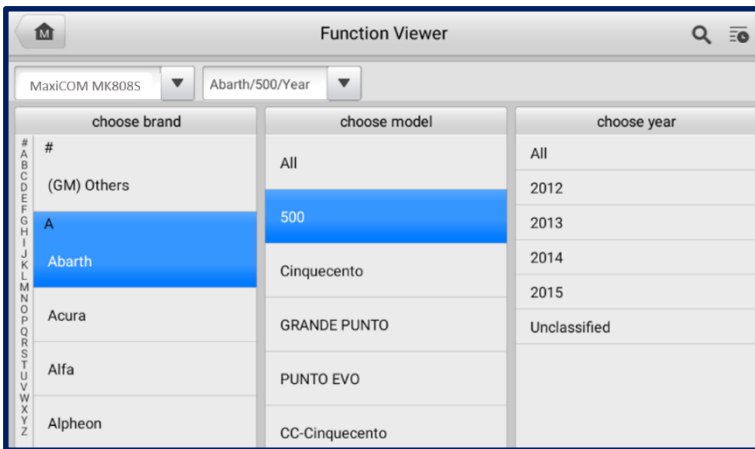 Function Viewer
MaxiCOM MK808S
Abarth/500/Year
choose brand
#
A
B
C
D
E
F
G
H
I
J
K
L
M
N
O
P
Q
R
S
T
U
V
W
X
Y
Z
#
(GM) Others
A
Abarth
Acura
Alfa
Alpheon
choose model
All
500
Cinquecento
GRANDE PUNTO
PUNTO EVO
CC-Cinquecento
choose year
All
2012
2013
2014
2015
Unclassified